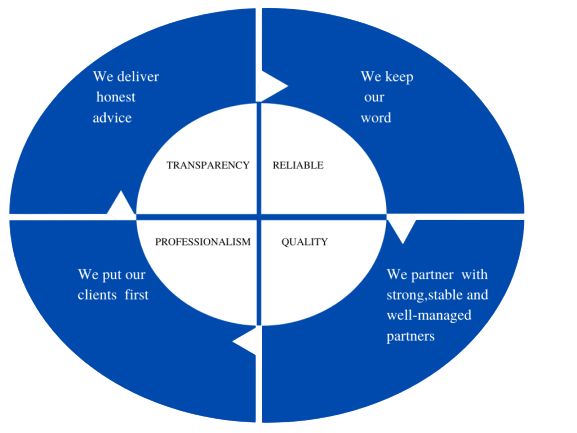 We deliver
honest
advice
We keep
our
word
TRANSPARENCY
RELIABLE
PROFESSIONALISM
QUALITY
We put our
clients first
We partner with
strong,stable and
well-managed
partners